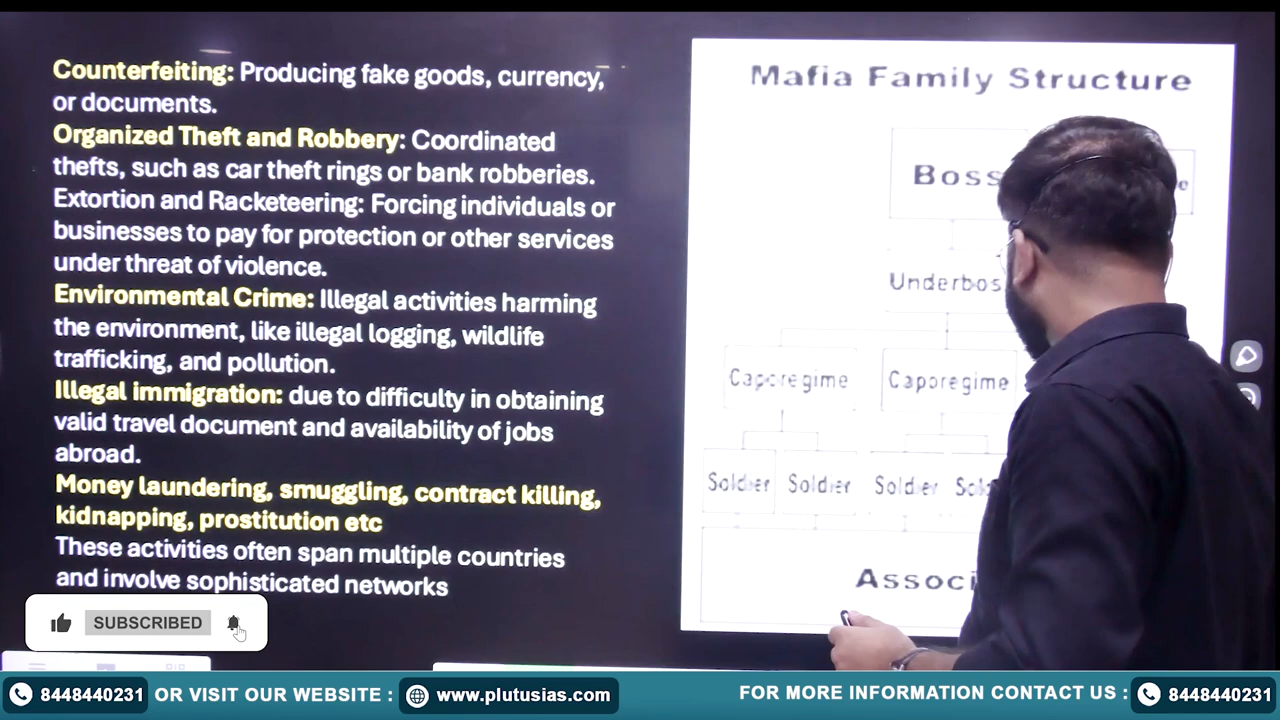 Counterfeiting: Producing fake goods, currency,
or documents.
Organized Theft and Robbery: Coordinated
thefts, such as car theft rings or bank robberies.
Extortion and Racketeering: Forcing individuals or
businesses to pay for protection or other services
under threat of violence.
Environmental Crime: Illegal activities harming
the environment, like illegal logging, wildlife
trafficking, and pollution.
Illegal immigration: due to difficulty in obtaining
valid travel document and availability of jobs
abroad.
Money laundering, smuggling, contract killing,
kidnapping, prostitution etc
These activities often span multiple countries
and involve sophisticated networks
Mafia Family Structure
Boss
Underbos
Caporegime Caporegime
Soldier Soldier Soldier
Associ
SUBSCRIBED
8448440231 OR VISIT OUR WEBSITE : www.plutusias.com FOR MORE INFORMATION CONTACT US : 8448440231